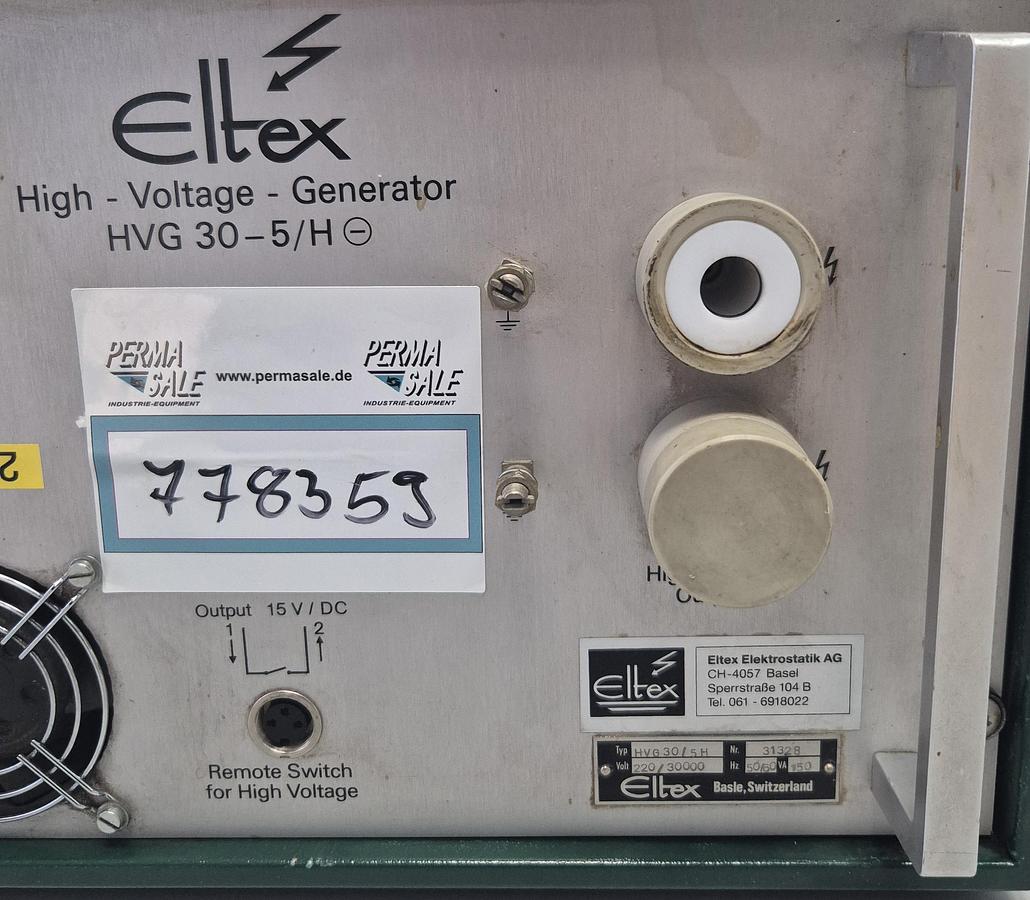 Eltex
High - Voltage - Generator
HVG 30-5/H ⊖
PERMA SALE
INDUSTRIE-EQUIPMENT
www.permasale.de
PERMA SALE
INDUSTRIE-EQUIPMENT
778359
2
Output 15 V / DC
1 2
Remote Switch
for High Voltage
Eltex
Eltex Elektrostatik AG
CH-4057 Basel
Sperrstraße 104 B
Tel. 061 - 6918022
Typ HVG 30/5H Nr. 31328
Volt 220/30000 Hz 50/60 VA 150
Eltex Basle, Switzerland